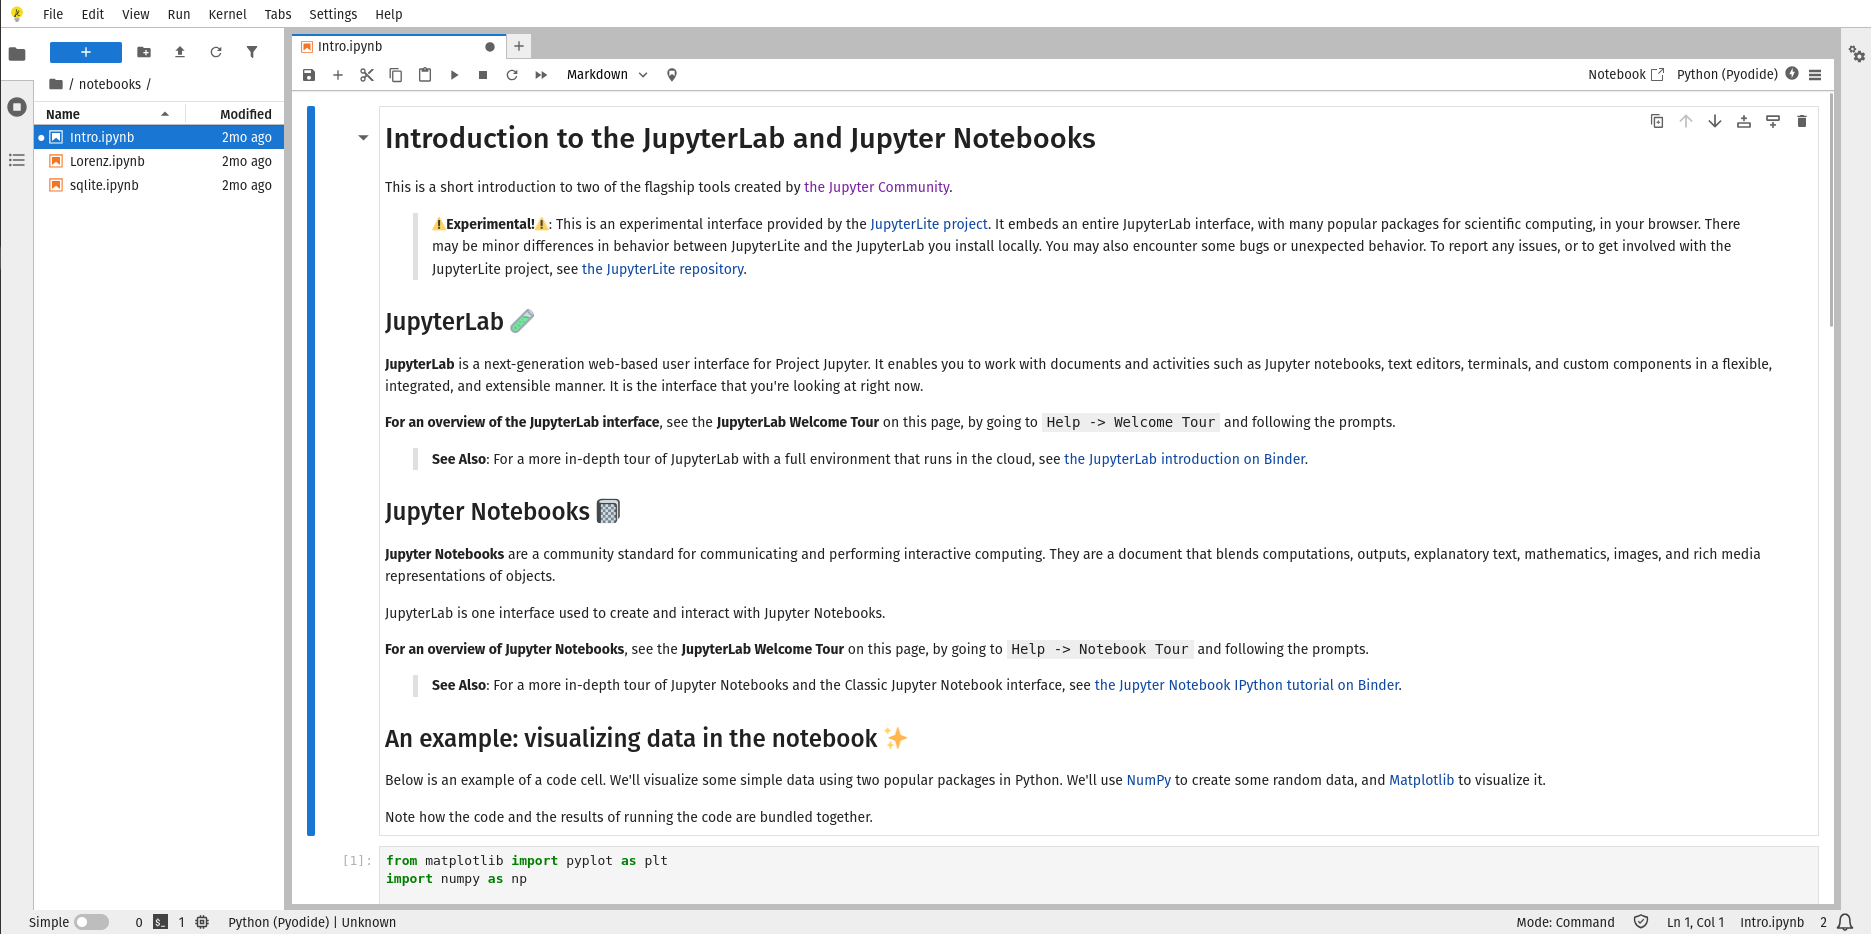 File Edit View Run Kernel Tabs Settings Help
/ notebooks /
Name Modified
Intro.ipynb 2mo ago
Lorenz.ipynb 2mo ago
sqlite.ipynb 2mo ago
Intro.ipynb
Markdown Notebook Python (Pyodide)
Introduction to the JupyterLab and Jupyter Notebooks
This is a short introduction to two of the flagship tools created by the Jupyter Community.
⚠️Experimental!⚠️: This is an experimental interface provided by the JupyterLite project. It embeds an entire JupyterLab interface, with many popular packages for scientific computing, in your browser. There
may be minor differences in behavior between JupyterLite and the JupyterLab you install locally. You may also encounter some bugs or unexpected behavior. To report any issues, or to get involved with the
JupyterLite project, see the JupyterLite repository.
JupyterLab 🧪
JupyterLab is a next-generation web-based user interface for Project Jupyter. It enables you to work with documents and activities such as Jupyter notebooks, text editors, terminals, and custom components in a flexible,
integrated, and extensible manner. It is the interface that you're looking at right now.
For an overview of the JupyterLab interface, see the JupyterLab Welcome Tour on this page, by going to Help -> Welcome Tour and following the prompts.
See Also: For a more in-depth tour of JupyterLab with a full environment that runs in the cloud, see the JupyterLab introduction on Binder.
Jupyter Notebooks 📓
Jupyter Notebooks are a community standard for communicating and performing interactive computing. They are a document that blends computations, outputs, explanatory text, mathematics, images, and rich media
representations of objects.
JupyterLab is one interface used to create and interact with Jupyter Notebooks.
For an overview of Jupyter Notebooks, see the JupyterLab Welcome Tour on this page, by going to Help -> Notebook Tour and following the prompts.
See Also: For a more in-depth tour of Jupyter Notebooks and the Classic Jupyter Notebook interface, see the Jupyter Notebook IPython tutorial on Binder.
An example: visualizing data in the notebook ✨
Below is an example of a code cell. We'll visualize some simple data using two popular packages in Python. We'll use NumPy to create some random data, and Matplotlib to visualize it.
Note how the code and the results of running the code are bundled together.
[1]: from matplotlib import pyplot as plt
import numpy as np
Simple 0 $_ 1 Python (Pyodide) | Unknown Mode: Command Ln 1, Col 1 Intro.ipynb 2